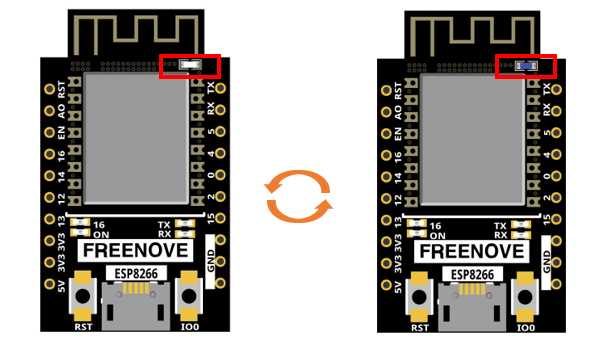 RST
AO
EN
16
14
12
13
3V3
3V3
5V
TX
RX
5
4
0
2
15
GND
16
ON
TX
RX
FREENOVE
ESP8266
RST
IO0
RST
AO
EN
16
14
12
13
3V3
3V3
5V
TX
RX
5
4
0
2
15
GND
16
ON
TX
RX
FREENOVE
ESP8266
RST
IO0